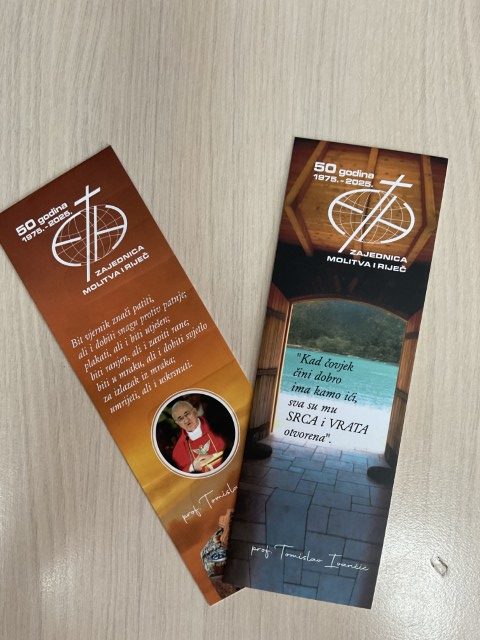 50 godina
1975.-2025.
ZAJEDNICA
MOLITVA I RIJEČ
Bit vjernik znači patiti,
ali i dobiti snagu protiv patnje;
plakati, ali i biti utješen;
biti ranjen, ali i zaviti rane;
biti u mraku, ali i dobiti svjetlo
za izlazak iz mraka;
umrijeti, ali i uskrsnuti.
prof. Tomislav
50 godina
1975.-2025.
ZAJEDNICA
MOLITVA I RIJEČ
"Kad čovjek
čini dobro
ima kamo ići,
sva su mu
SRCA i VRATA
otvorena".
prof. Tomislav Ivančić